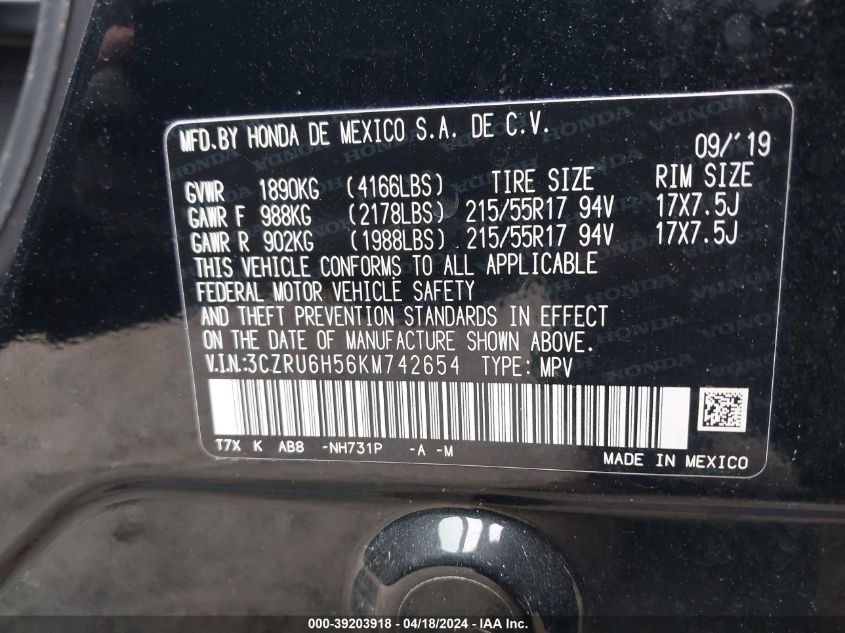 MFD. BY HONDA DE MEXICO S.A. DE C.V.
09/'19
GVWR 1890KG (4166LBS) TIRE SIZE RIM SIZE
GAWR F 988KG (2178LBS) 215/55R17 94V 17X7.5J
GAWR R 902KG (1988LBS) 215/55R17 94V 17X7.5J
THIS VEHICLE CONFORMS TO ALL APPLICABLE
FEDERAL MOTOR VEHICLE SAFETY
AND THEFT PREVENTION STANDARDS IN EFFECT
ON THE DATE OF MANUFACTURE SHOWN ABOVE.
V.I.N:3CZRU6H56KM742654 TYPE: MPV
T7X K AB8 -NH731P -A -M
MADE IN MEXICO
000-39203918 - 04/18/2024 - IAA Inc.